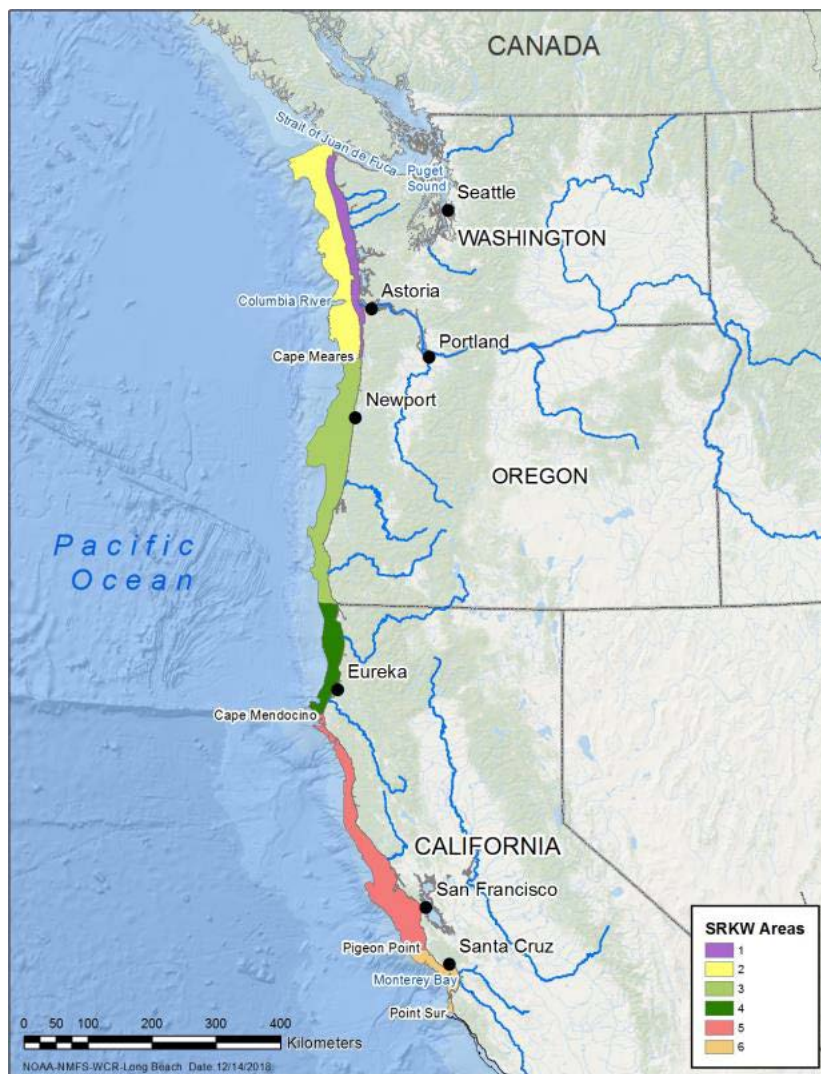 CANADA
Strait of Juan de Fuca
Puget
Sound
Seattle
WASHINGTON
Columbia River
Astoria
Portland
Cape Meares
Newport
OREGON
Pacific
Ocean
Eureka
Cape Mendocino
CALIFORNIA
San Francisco
Pigeon Point
Santa Cruz
Monterey Bay
Point Sur
SRKW Areas
1
2
3
4
5
6
0 50 100 200 300 400
Kilometers
NOAA-NMFS-WCR-Long Beach Date: 12/14/2018